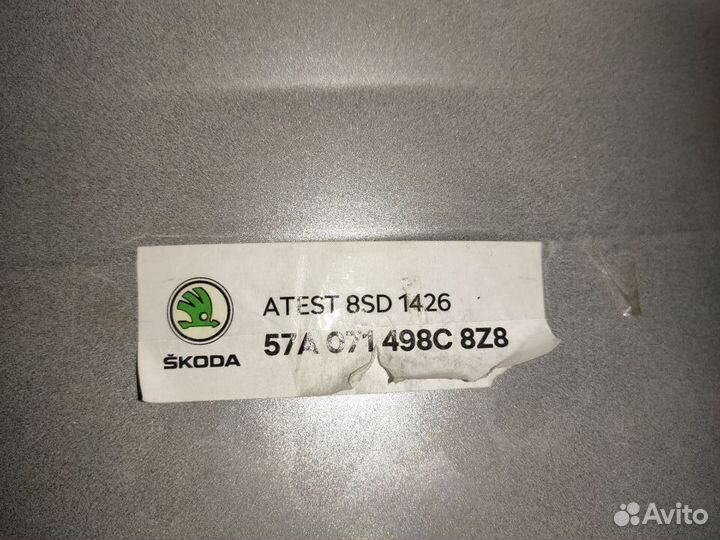 ATEST 8SD 1426
57A 071 498C 8Z8
ŠKODA
Avito